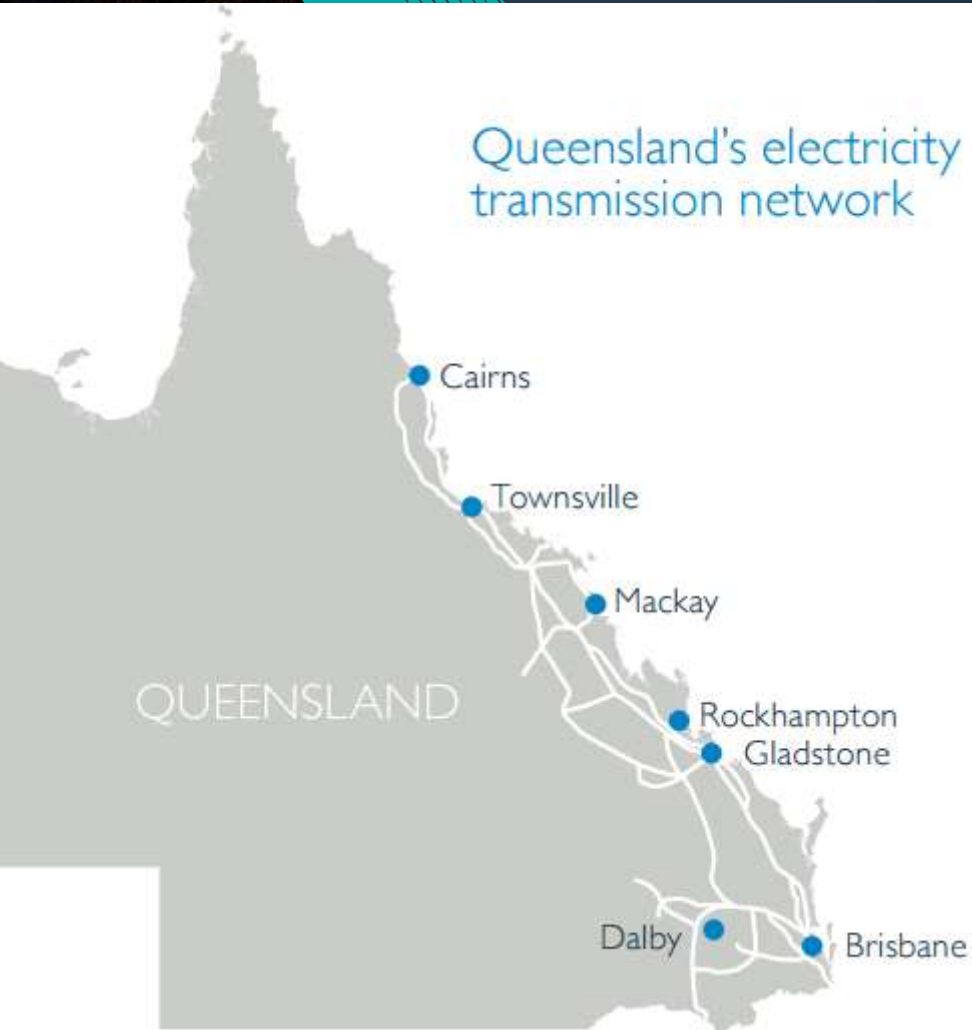 Queensland's electricity
transmission network
Cairns
Townsville
Mackay
QUEENSLAND
Rockhampton
Gladstone
Dalby
Brisbane